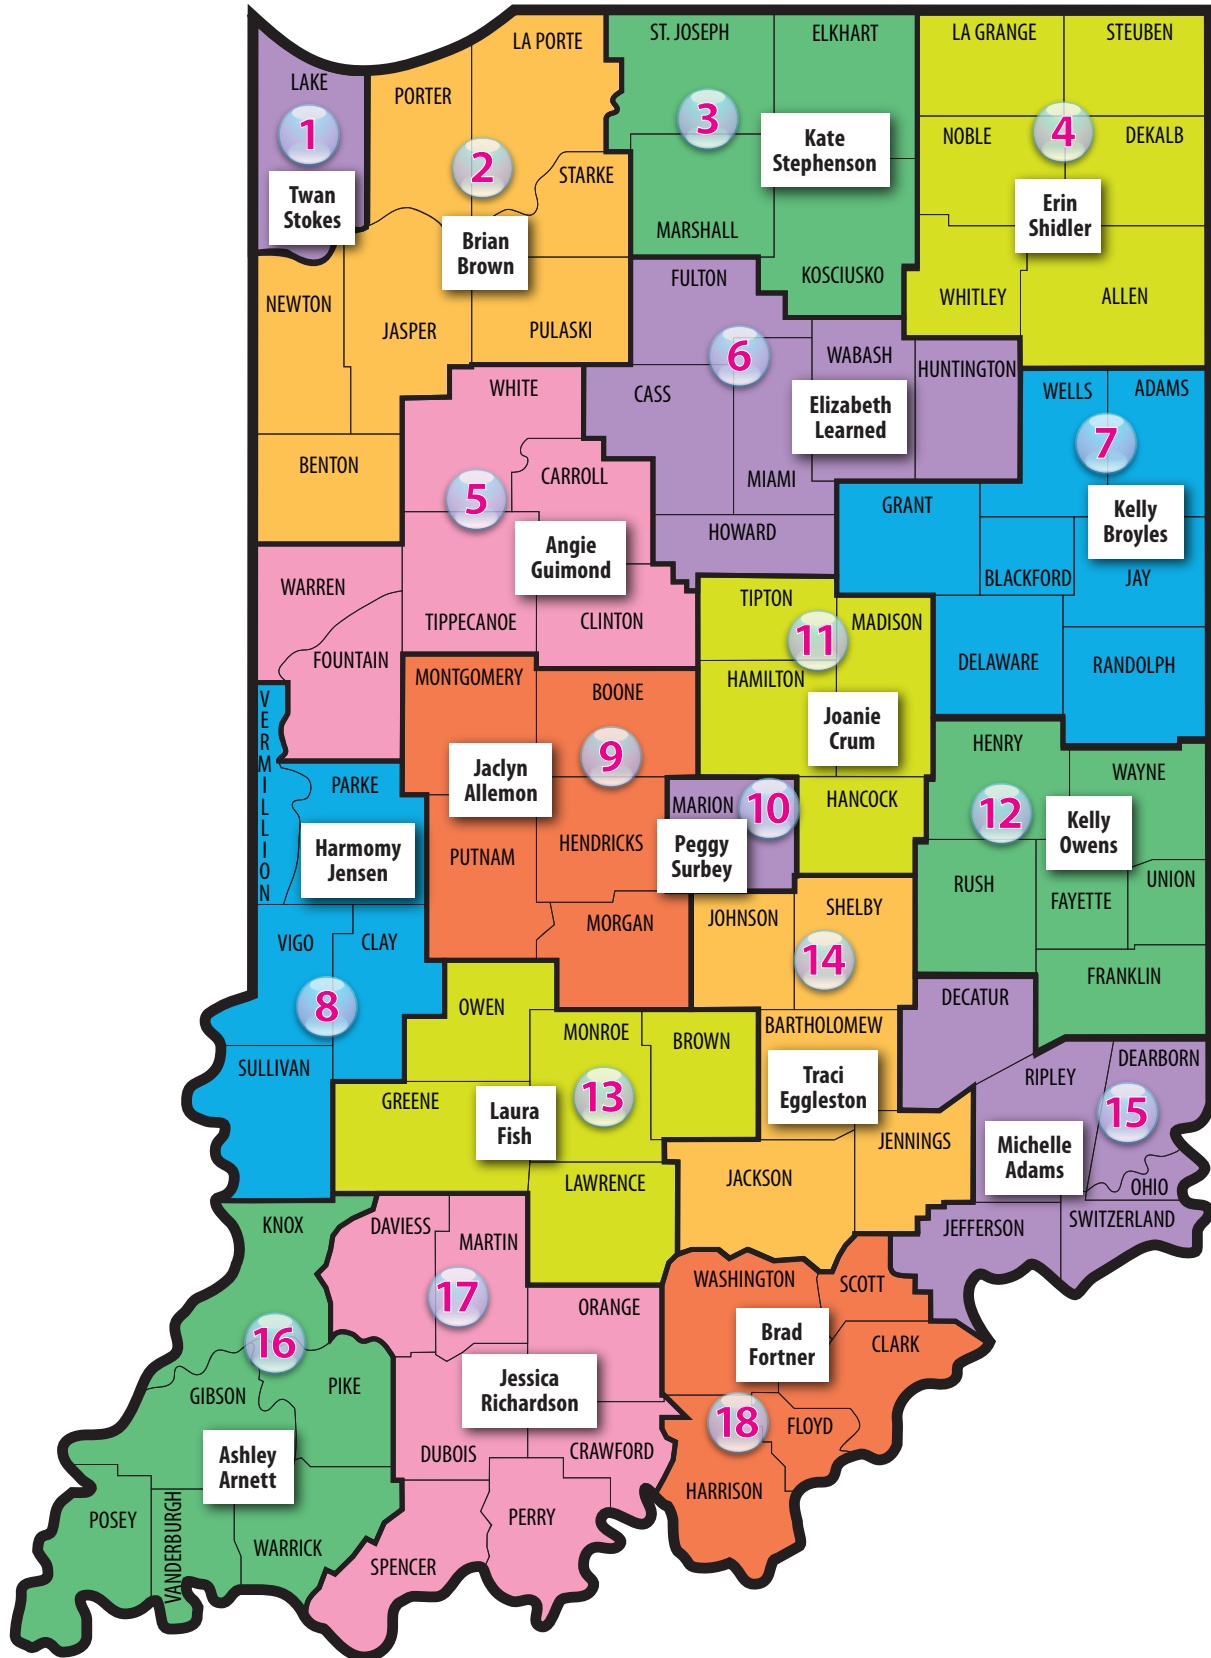 LAKE
1
Twan
Stokes
PORTER
LA PORTE
2
STARKE
Brian
Brown
NEWTON
JASPER
PULASKI
BENTON
ST. JOSEPH
ELKHART
3
Kate
Stephenson
MARSHALL
KOSCIUSKO
LA GRANGE
STEUBEN
NOBLE
4
DEKALB
Erin
Shidler
WHITLEY
ALLEN
WHITE
5
CARROLL
Angie
Guimond
WARREN
TIPPECANOE
CLINTON
FOUNTAIN
FULTON
6
WABASH
HUNTINGTON
CASS
Elizabeth
Learned
MIAMI
HOWARD
WELLS
ADAMS
7
GRANT
Kelly
Broyles
BLACKFORD
JAY
DELAWARE
RANDOLPH
VERMILLION
PARKE
Harmomy
Jensen
VIGO
CLAY
8
SULLIVAN
MONTGOMERY
BOONE
9
Jaclyn
Allemon
PUTNAM
HENDRICKS
MORGAN
MARION
10
Peggy
Surbey
TIPTON
11
MADISON
HAMILTON
Joanie
Crum
HANCOCK
HENRY
WAYNE
12
Kelly
Owens
RUSH
FAYETTE
UNION
FRANKLIN
OWEN
MONROE
BROWN
GREENE
Laura
Fish
13
LAWRENCE
JOHNSON
SHELBY
14
BARTHOLOMEW
Traci
Eggleston
JENNINGS
JACKSON
DECATUR
RIPLEY
DEARBORN
15
Michelle
Adams
OHIO
JEFFERSON
SWITZERLAND
KNOX
16
GIBSON
PIKE
Ashley
Arnett
POSEY
VANDERBURGH
WARRICK
DAVIESS
MARTIN
17
ORANGE
Jessica
Richardson
DUBOIS
CRAWFORD
PERRY
SPENCER
WASHINGTON
SCOTT
Brad
Fortner
CLARK
18
FLOYD
HARRISON